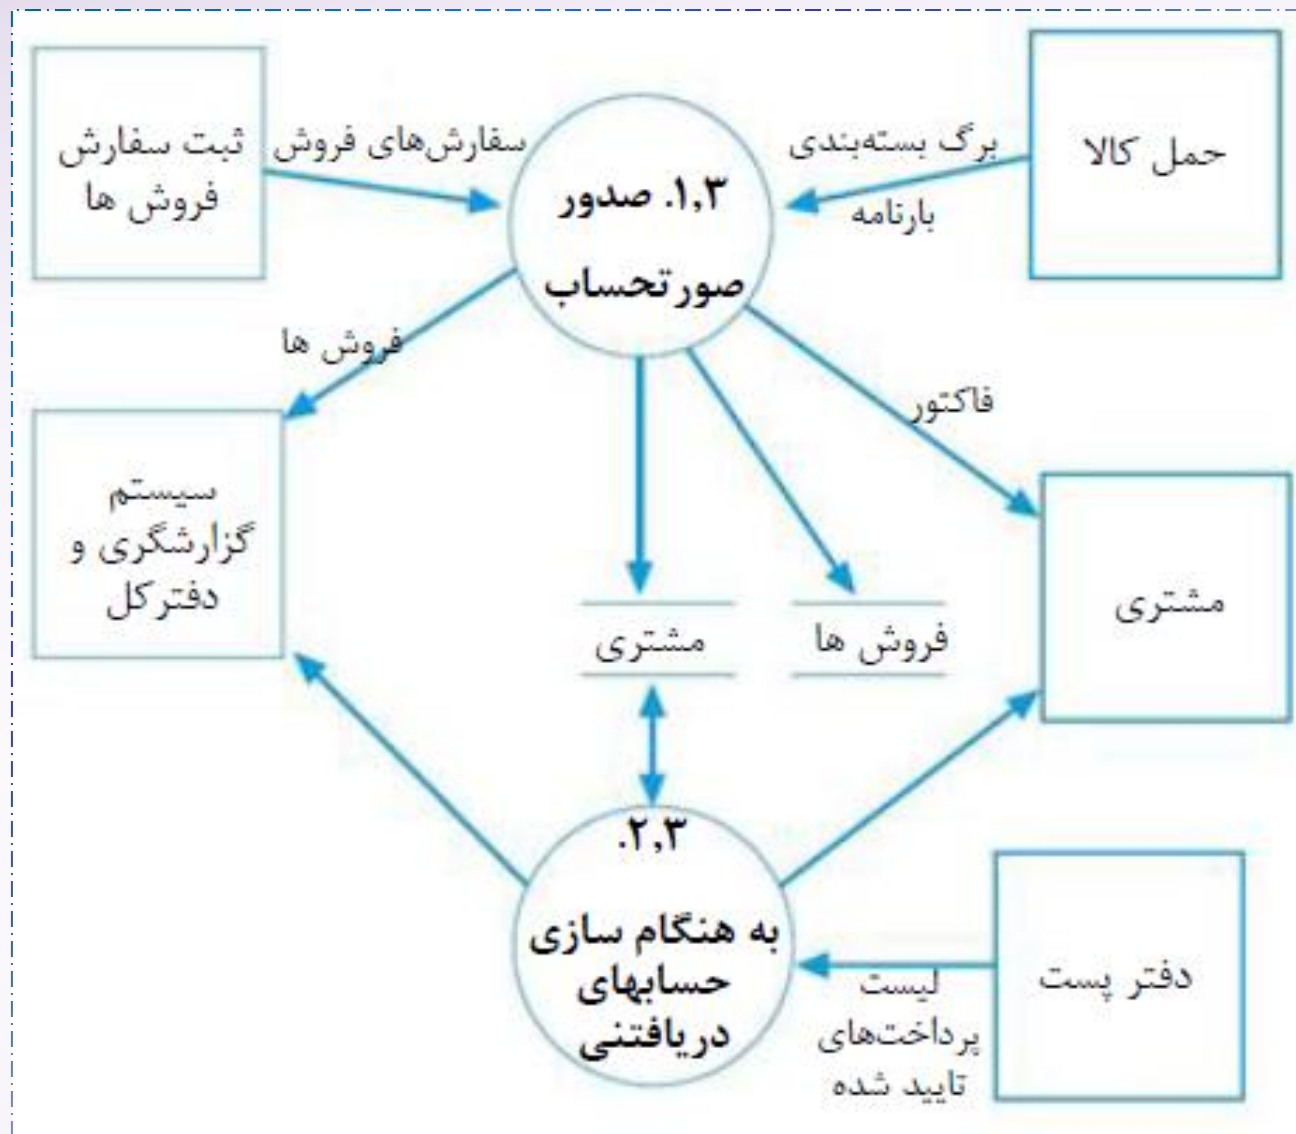 حمل کالا
برگ بسته‌بندی
بارنامه
۱,۳. صدور
صورتحساب
سفارش‌های فروش
ثبت سفارش
فروش ها
فروش ها
فاکتور
سیستم
گزارشگری و
دفترکل
مشتری
فروش ها
مشتری
۲,۳.
به هنگام سازی
حسابهای
دریافتنی
دفتر پست
لیست
پرداخت‌های
تایید شده